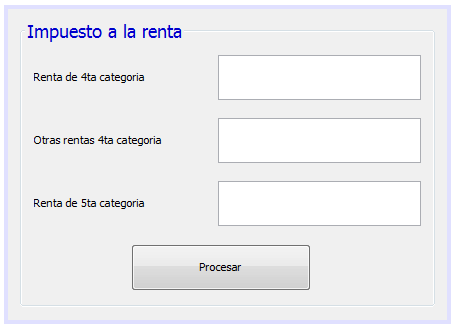 Impuesto a la renta
Renta de 4ta categoria
Otras rentas 4ta categoria
Renta de 5ta categoria
Procesar